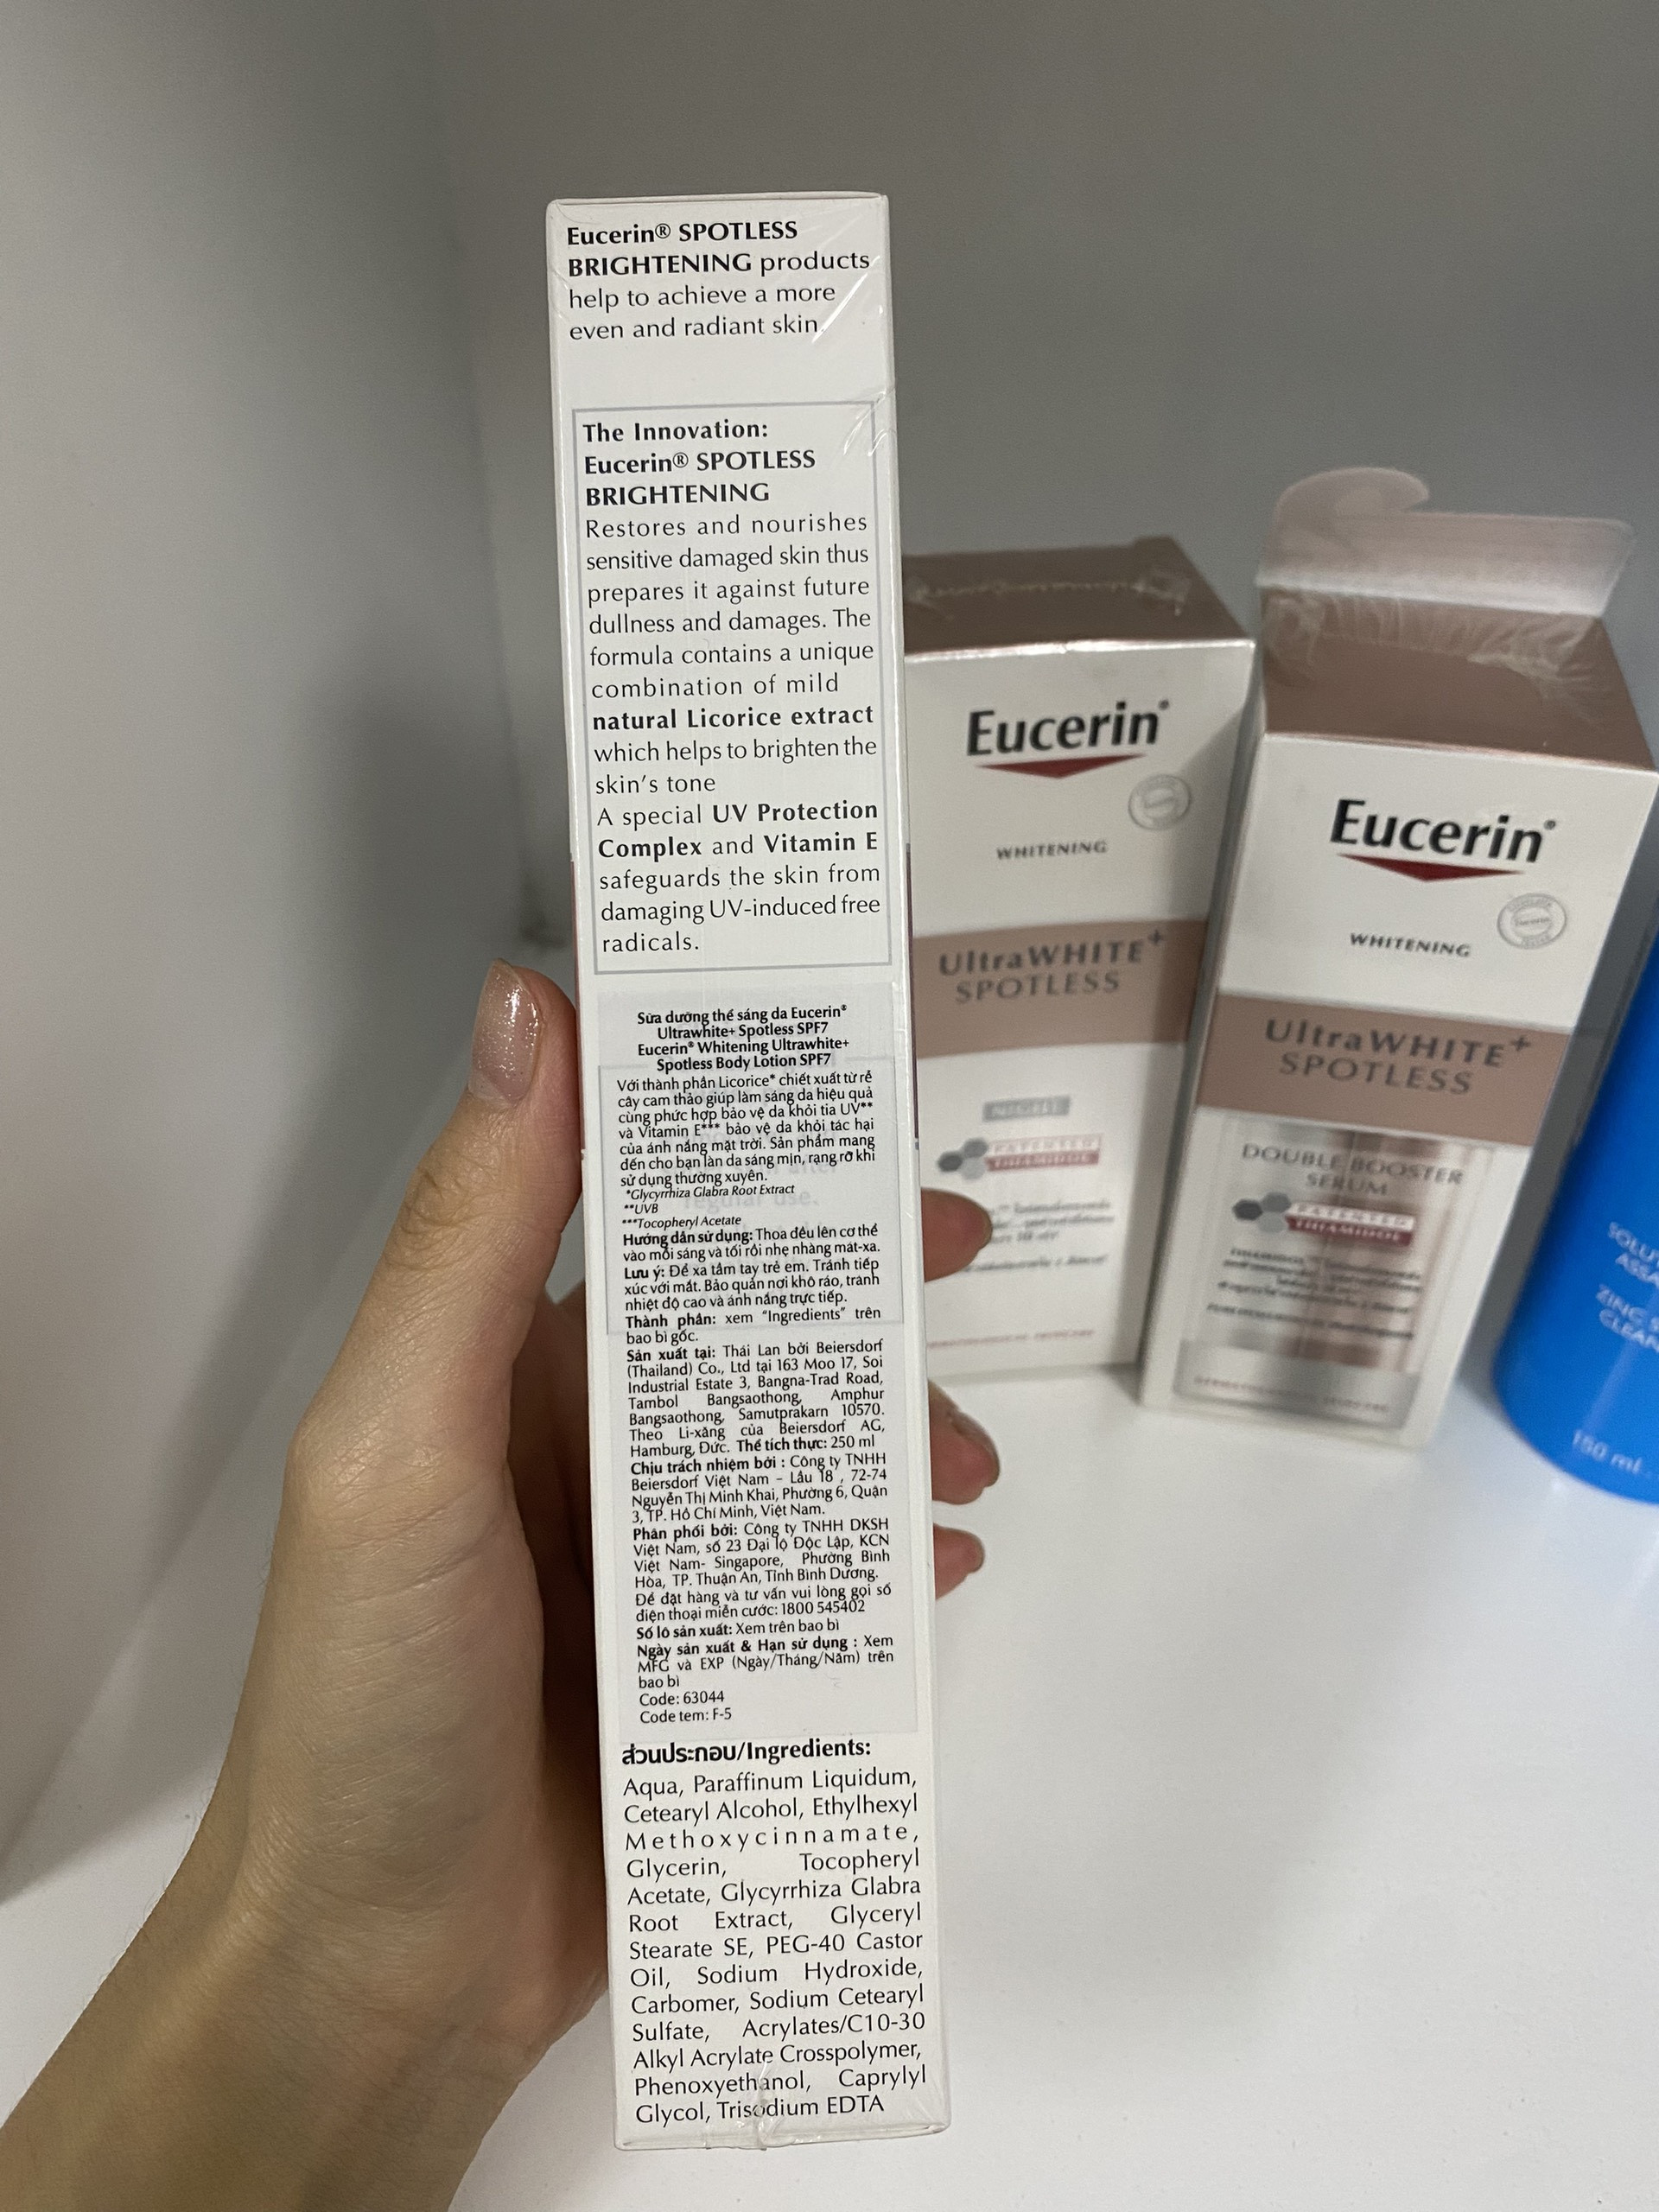 Eucerin® SPOTLESS
BRIGHTENING products
help to achieve a more
even and radiant skin.
The Innovation:
Eucerin® SPOTLESS
BRIGHTENING
Restores and nourishes
sensitive damaged skin thus
prepares it against future
dullness and damages. The
formula contains a unique
combination of mild
natural Licorice extract
which helps to brighten the
skin's tone
A special UV Protection
Complex and Vitamin E
safeguards the skin from
damaging UV-induced free
radicals.
Sữa dưỡng thể sáng da Eucerin®
Ultrawhite+ Spotless SPF7
Eucerin® Whitening Ultrawhite+
Spotless Body Lotion SPF7
Với thành phần Licorice* chiết xuất từ rễ
cây cam thảo giúp làm sáng da hiệu quả
cùng phức hợp bảo vệ da khỏi tia UV**
và Vitamin E*** bảo vệ da khỏi tác hại
của ánh nắng mặt trời. Sản phẩm mang
đến cho bạn làn da sáng mịn, rạng rỡ khi
sử dụng thường xuyên.
*Glycyrrhiza Glabra Root Extract
**UVB
***Tocopheryl Acetate
Hướng dẫn sử dụng: Thoa đều lên cơ thể
vào mỗi sáng và tối rồi nhẹ nhàng mát-xa.
Lưu ý: Để xa tầm tay trẻ em. Tránh tiếp
xúc với mắt. Bảo quản nơi khô ráo, tránh
nhiệt độ cao và ánh nắng trực tiếp.
Thành phần: xem "Ingredients" trên
bao bì gốc.
Sản xuất tại: Thái Lan bởi Beiersdorf
(Thailand) Co., Ltd tại 163 Moo 17, Soi
Industrial Estate 3, Bangna-Trad Road,
Tambol Bangsaothong, Amphur
Bangsaothong, Samutprakarn 10570.
Theo Li-xăng của Beiersdorf AG,
Hamburg, Đức. Thể tích thực: 250 ml
Chịu trách nhiệm bởi : Công ty TNHH
Beiersdorf Việt Nam – Lầu 18 , 72-74
Nguyễn Thị Minh Khai, Phường 6, Quận
3, TP. Hồ Chí Minh, Việt Nam.
Phân phối bởi: Công ty TNHH DKSH
Việt Nam, số 23 Đại lộ Độc Lập, KCN
Việt Nam- Singapore, Phường Bình
Hòa, TP. Thuận An, Tỉnh Bình Dương.
Để đặt hàng và tư vấn vui lòng gọi số
điện thoại miễn cước: 1800 545402
Số lô sản xuất: Xem trên bao bì
Ngày sản xuất & Hạn sử dụng : Xem
MFG và EXP (Ngày/Tháng/Năm) trên
bao bì
Code: 63044
Code tem: F-5
ส่วนประกอบ/Ingredients:
Aqua, Paraffinum Liquidum,
Cetearyl Alcohol, Ethylhexyl
Methoxycinnamate,
Glycerin, Tocopheryl
Acetate, Glycyrrhiza Glabra
Root Extract, Glyceryl
Stearate SE, PEG-40 Castor
Oil, Sodium Hydroxide,
Carbomer, Sodium Cetearyl
Sulfate, Acrylates/C10-30
Alkyl Acrylate Crosspolymer,
Phenoxyethanol, Caprylyl
Glycol, Trisodium EDTA
Eucerin®
WHITENING
UltraWHITE+
SPOTLESS
PATENTED
THIAMIDOL
Eucerin®
WHITENING
UltraWHITE+
SPOTLESS
DOUBLE BOOSTER
SERUM
PATENTED
THIAMIDOL
150 ml